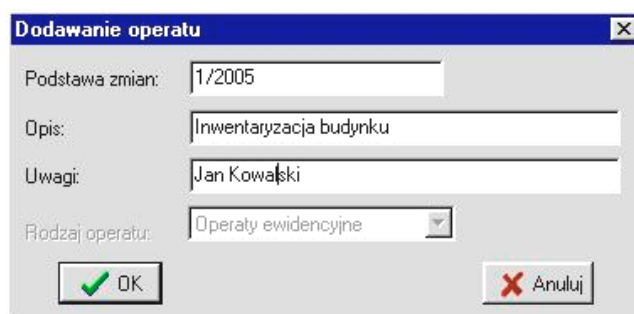 Dodawanie operatu
Podstawa zmian: 1/2005
Opis: Inwentaryzacja budynku
Uwagi: Jan Kowalski
Rodzaj operatu: Operaty ewidencyjne
OK Anuluj